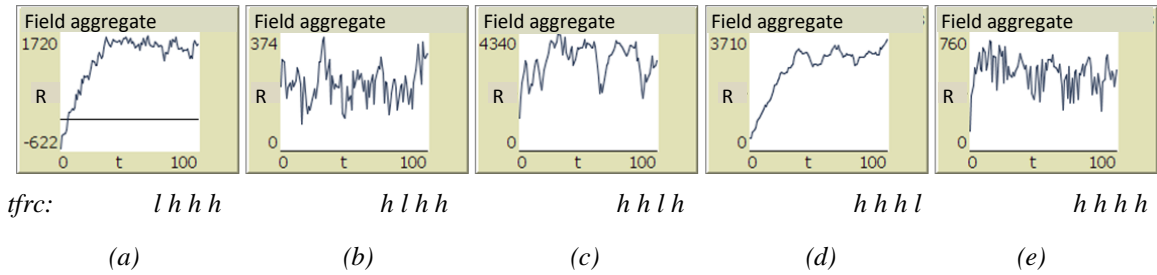 Field aggregate Field aggregate Field aggregate Field aggregate Field aggregate
1720 374 4340 3710 760
R R R R R
-622 0 0 0 0
0 t 100 0 t 100 0 t 100 0 t 100 0 t 100
tfrc: l h h h h l h h h h l h h h h l h h h h
(a) (b) (c) (d) (e)